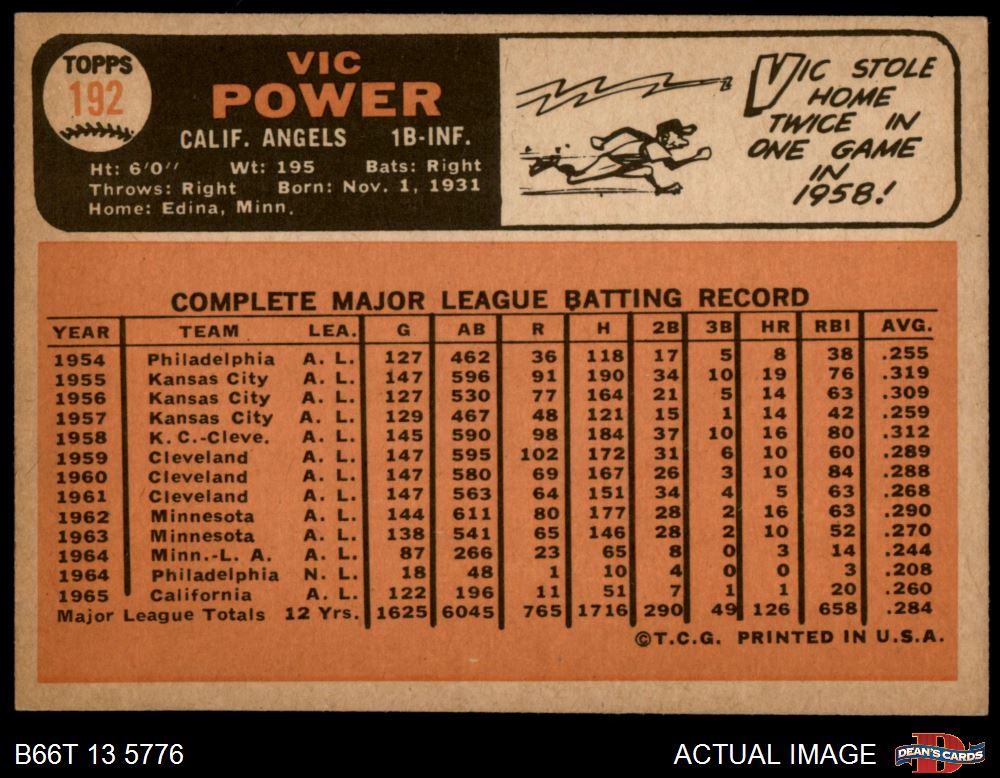 TOPPS
192
VIC
POWER
CALIF. ANGELS 1B-INF.
Ht: 6'0'' Wt: 195 Bats: Right
Throws: Right Born: Nov. 1, 1931
Home: Edina, Minn.
VIC STOLE
HOME
TWICE IN
ONE GAME
IN
1958!
COMPLETE MAJOR LEAGUE BATTING RECORD
YEAR TEAM LEA. G AB R H 2B 3B HR RBI AVG.
1954 Philadelphia A. L. 127 462 36 118 17 5 8 38 .255
1955 Kansas City A. L. 147 596 91 190 34 10 19 76 .319
1956 Kansas City A. L. 127 530 77 164 21 5 14 63 .309
1957 Kansas City A. L. 129 467 48 121 15 1 14 42 .259
1958 K. C.-Cleve. A. L. 145 590 98 184 37 10 16 80 .312
1959 Cleveland A. L. 147 595 102 172 31 6 10 60 .289
1960 Cleveland A. L. 147 580 69 167 26 3 10 84 .288
1961 Cleveland A. L. 147 563 64 151 34 4 5 63 .268
1962 Minnesota A. L. 144 611 80 177 28 2 16 63 .290
1963 Minnesota A. L. 138 541 65 146 28 2 10 52 .270
1964 Minn.-L. A. A. L. 87 266 23 65 8 0 3 14 .244
1964 Philadelphia N. L. 18 48 1 10 4 0 0 3 .208
1965 California A. L. 122 196 11 51 7 1 1 20 .260
Major League Totals 12 Yrs. 1625 6045 765 1716 290 49 126 658 .284
©T.C.G. PRINTED IN U.S.A.
B66T 13 5776
ACTUAL IMAGE
D
DEAN'S CARDS